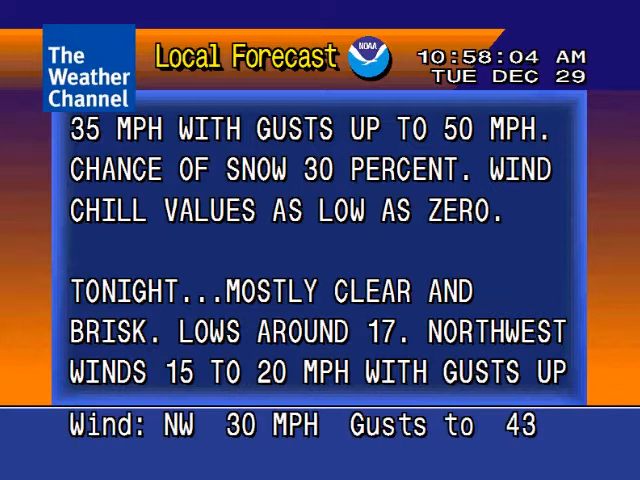 The
Weather
Channel
Local Forecast
NOAA
10:58:04 AM
TUE DEC 29
35 MPH WITH GUSTS UP TO 50 MPH.
CHANCE OF SNOW 30 PERCENT. WIND
CHILL VALUES AS LOW AS ZERO.
TONIGHT...MOSTLY CLEAR AND
BRISK. LOWS AROUND 17. NORTHWEST
WINDS 15 TO 20 MPH WITH GUSTS UP
Wind: NW 30 MPH Gusts to 43